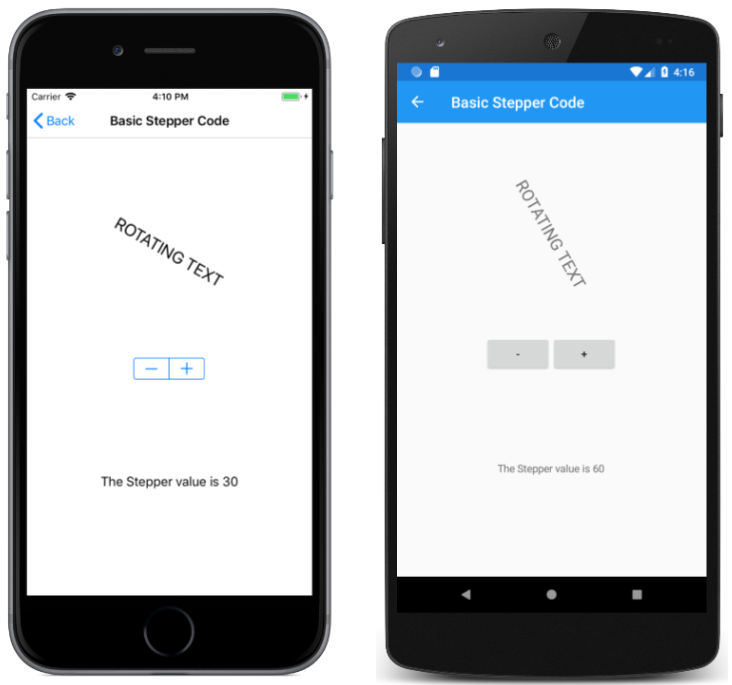 Carrier 4:10 PM
Back Basic Stepper Code
ROTATING TEXT
− +
The Stepper value is 30
4:16
Basic Stepper Code
ROTATING TEXT
- +
The Stepper value is 60